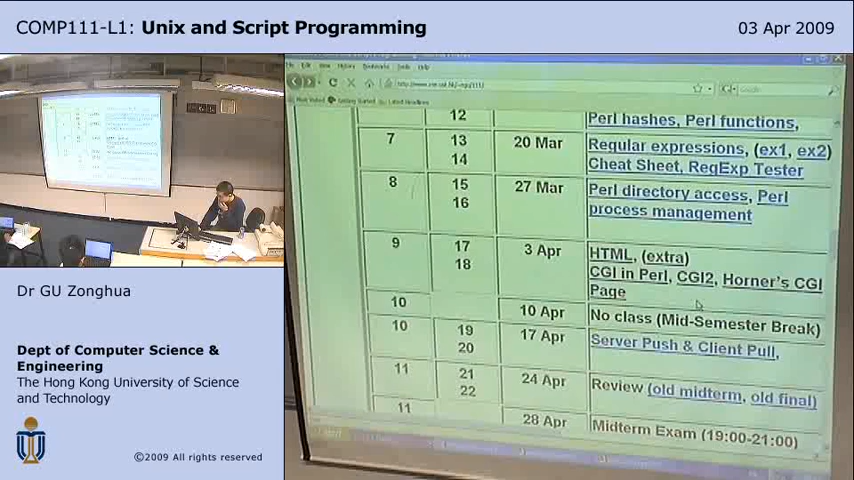 COMP111-L1: Unix and Script Programming
03 Apr 2009
12
Perl hashes, Perl functions,
7
13
14
20 Mar
Regular expressions, (ex1, ex2)
Cheat Sheet, RegExp Tester
8
15
16
27 Mar
Perl directory access, Perl
process management
9
17
18
3 Apr
HTML, (extra)
CGI in Perl, CGI2, Horner's CGI
Page
10
10 Apr
No class (Mid-Semester Break)
10
19
20
17 Apr
Server Push & Client Pull,
11
21
22
24 Apr
Review (old midterm, old final)
11
28 Apr
Midterm Exam (19:00-21:00)
Dr GU Zonghua
Dept of Computer Science &
Engineering
The Hong Kong University of Science
and Technology
©2009 All rights reserved